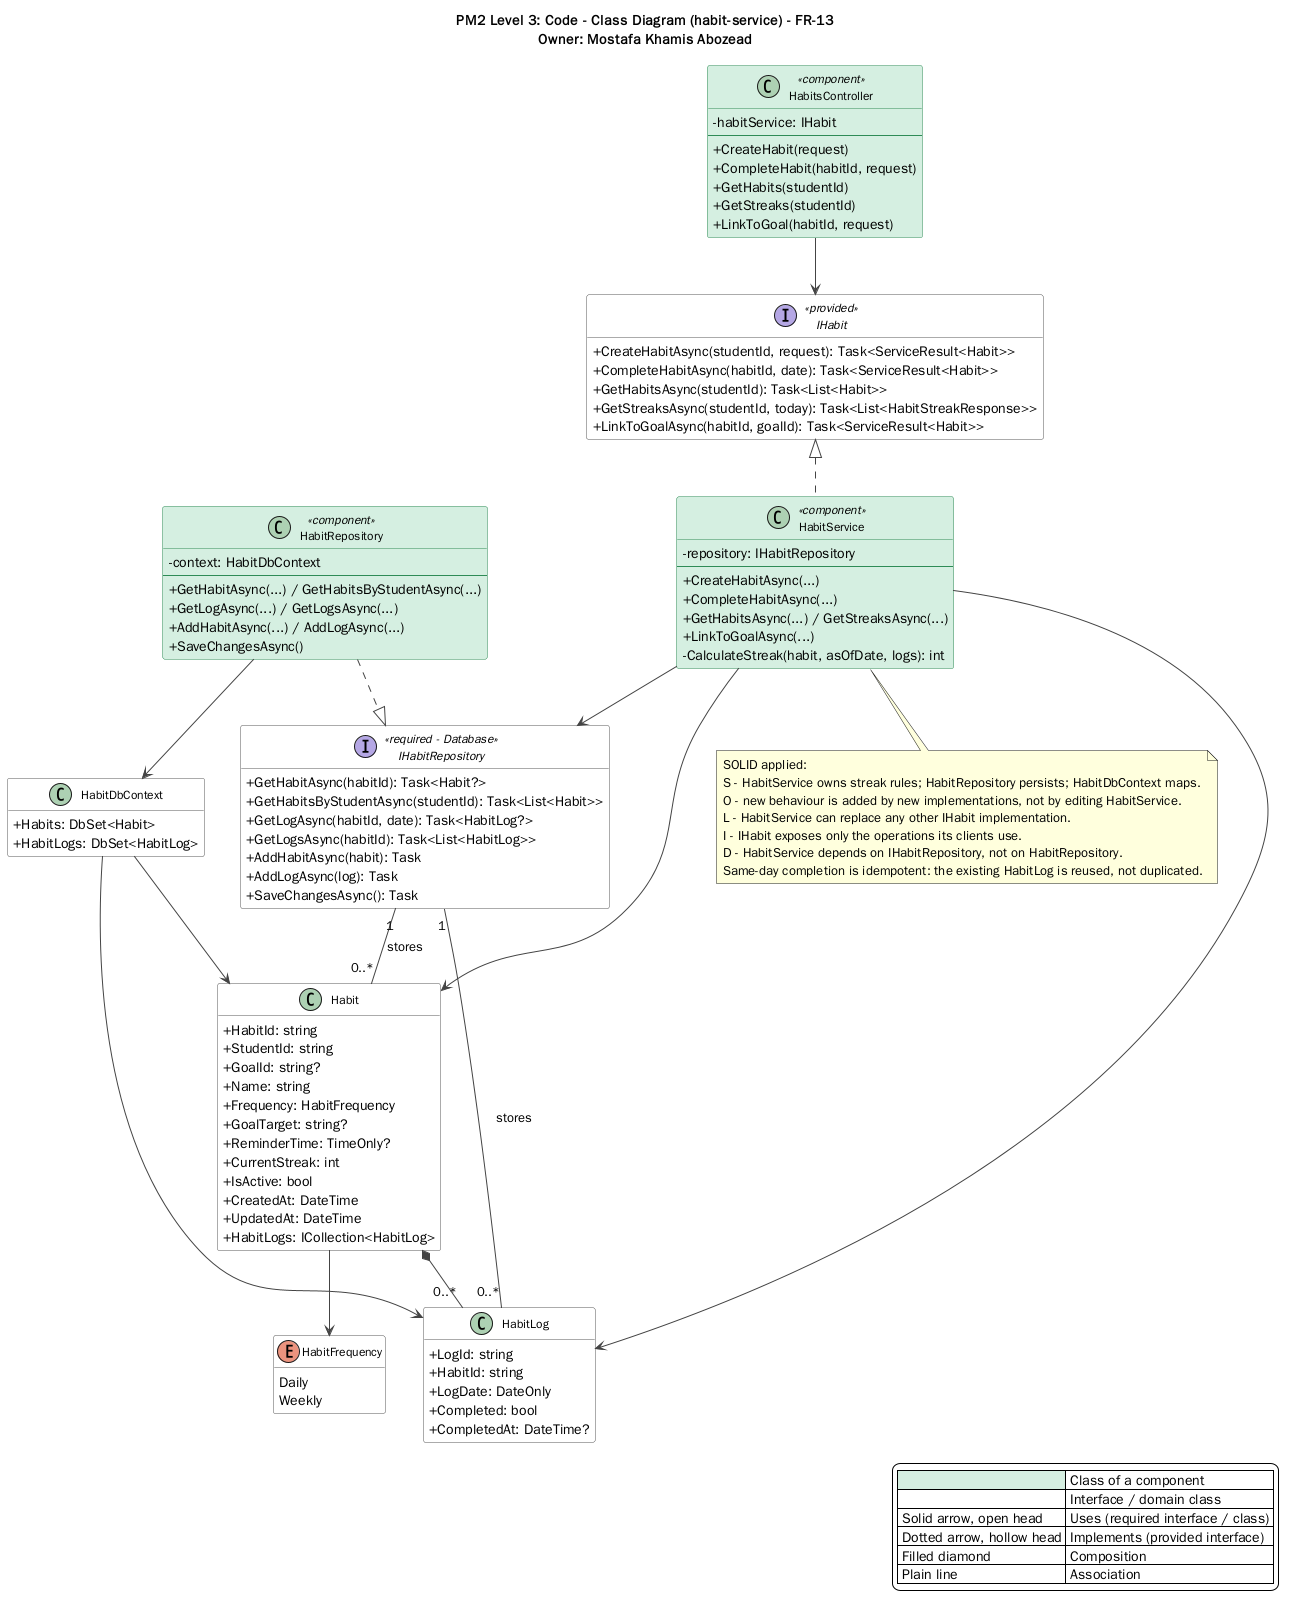 PM2 Level 3: Code - Class Diagram (habit-service) - FR-13
Owner: Mostafa Khamis Abozead
C
«component»
HabitsController
-habitService: IHabit
+CreateHabit(request)
+CompleteHabit(habitId, request)
+GetHabits(studentId)
+GetStreaks(studentId)
+LinkToGoal(habitId, request)
I
«provided»
IHabit
+CreateHabitAsync(studentId, request): Task<ServiceResult<Habit>>
+CompleteHabitAsync(habitId, date): Task<ServiceResult<Habit>>
+GetHabitsAsync(studentId): Task<List<Habit>>
+GetStreaksAsync(studentId, today): Task<List<HabitStreakResponse>>
+LinkToGoalAsync(habitId, goalId): Task<ServiceResult<Habit>>
C
«component»
HabitRepository
-context: HabitDbContext
+GetHabitAsync(...) / GetHabitsByStudentAsync(...)
+GetLogAsync(...) / GetLogsAsync(...)
+AddHabitAsync(...) / AddLogAsync(...)
+SaveChangesAsync()
C
«component»
HabitService
-repository: IHabitRepository
+CreateHabitAsync(...)
+CompleteHabitAsync(...)
+GetHabitsAsync(...) / GetStreaksAsync(...)
+LinkToGoalAsync(...)
-CalculateStreak(habit, asOfDate, logs): int
C
HabitDbContext
+Habits: DbSet<Habit>
+HabitLogs: DbSet<HabitLog>
I
«required - Database»
IHabitRepository
+GetHabitAsync(habitId): Task<Habit?>
+GetHabitsByStudentAsync(studentId): Task<List<Habit>>
+GetLogAsync(habitId, date): Task<HabitLog?>
+GetLogsAsync(habitId): Task<List<HabitLog>>
+AddHabitAsync(habit): Task
+AddLogAsync(log): Task
+SaveChangesAsync(): Task
SOLID applied:
S - HabitService owns streak rules; HabitRepository persists; HabitDbContext maps.
O - new behaviour is added by new implementations, not by editing HabitService.
L - HabitService can replace any other IHabit implementation.
I - IHabit exposes only the operations its clients use.
D - HabitService depends on IHabitRepository, not on HabitRepository.
Same-day completion is idempotent: the existing HabitLog is reused, not duplicated.
1
1
stores
0..*
C
Habit
+HabitId: string
+StudentId: string
+GoalId: string?
+Name: string
+Frequency: HabitFrequency
+GoalTarget: string?
+ReminderTime: TimeOnly?
+CurrentStreak: int
+IsActive: bool
+CreatedAt: DateTime
+UpdatedAt: DateTime
+HabitLogs: ICollection<HabitLog>
stores
0..*
0..*
E
HabitFrequency
Daily
Weekly
C
HabitLog
+LogId: string
+HabitId: string
+LogDate: DateOnly
+Completed: bool
+CompletedAt: DateTime?
Class of a component
Interface / domain class
Solid arrow, open head Uses (required interface / class)
Dotted arrow, hollow head Implements (provided interface)
Filled diamond Composition
Plain line Association